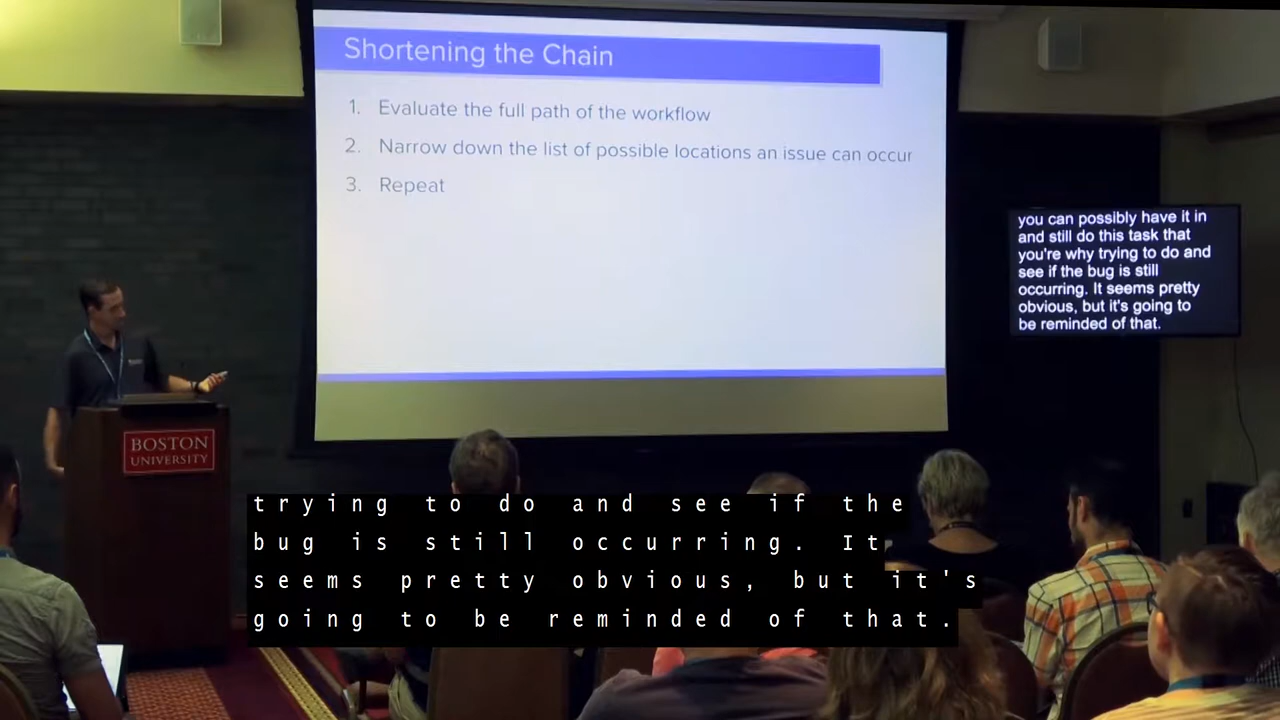 Shortening the Chain
1. Evaluate the full path of the workflow
2. Narrow down the list of possible locations an issue can occur
3. Repeat
you can possibly have it in
and still do this task that
you're why trying to do and
see if the bug is still
occurring. It seems pretty
obvious, but it's going to
be reminded of that.
BOSTON
UNIVERSITY
trying to do and see if the
bug is still occurring. It
seems pretty obvious, but it's
going to be reminded of that.